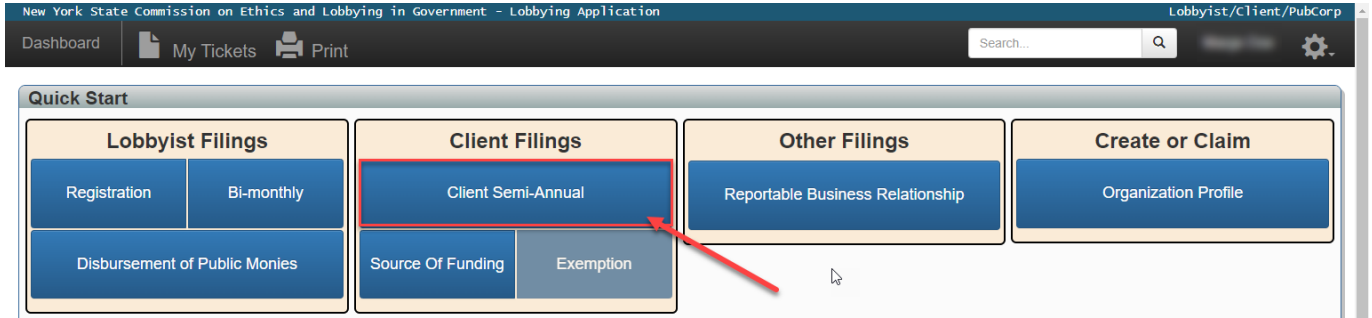 New York State Commission on Ethics and Lobbying in Government - Lobbying Application
Lobbyist/Client/PubCorp
Dashboard
My Tickets
Print
Search...
Quick Start
Lobbyist Filings
Registration
Bi-monthly
Disbursement of Public Monies
Client Filings
Client Semi-Annual
Source Of Funding
Exemption
Other Filings
Reportable Business Relationship
Create or Claim
Organization Profile